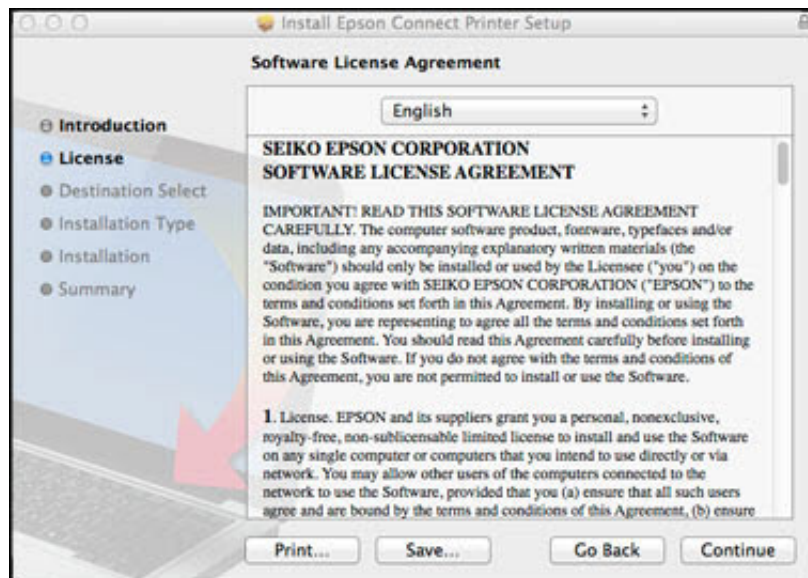 Install Epson Connect Printer Setup
Software License Agreement
Introduction
License
Destination Select
Installation Type
Installation
Summary
English
SEIKO EPSON CORPORATION
SOFTWARE LICENSE AGREEMENT
IMPORTANT! READ THIS SOFTWARE LICENSE AGREEMENT
CAREFULLY. The computer software product, fontware, typefaces and/or
data, including any accompanying explanatory written materials (the
"Software") should only be installed or used by the Licensee ("you") on the
condition you agree with SEIKO EPSON CORPORATION ("EPSON") to the
terms and conditions set forth in this Agreement. By installing or using the
Software, you are representing to agree all the terms and conditions set forth
in this Agreement. You should read this Agreement carefully before installing
or using the Software. If you do not agree with the terms and conditions of
this Agreement, you are not permitted to install or use the Software.
1. License. EPSON and its suppliers grant you a personal, nonexclusive,
royalty-free, non-sublicensable limited license to install and use the Software
on any single computer or computers that you intend to use directly or via
network. You may allow other users of the computers connected to the
network to use the Software, provided that you (a) ensure that all such users
agree and are bound by the terms and conditions of this Agreement, (b) ensure
Print...
Save...
Go Back
Continue